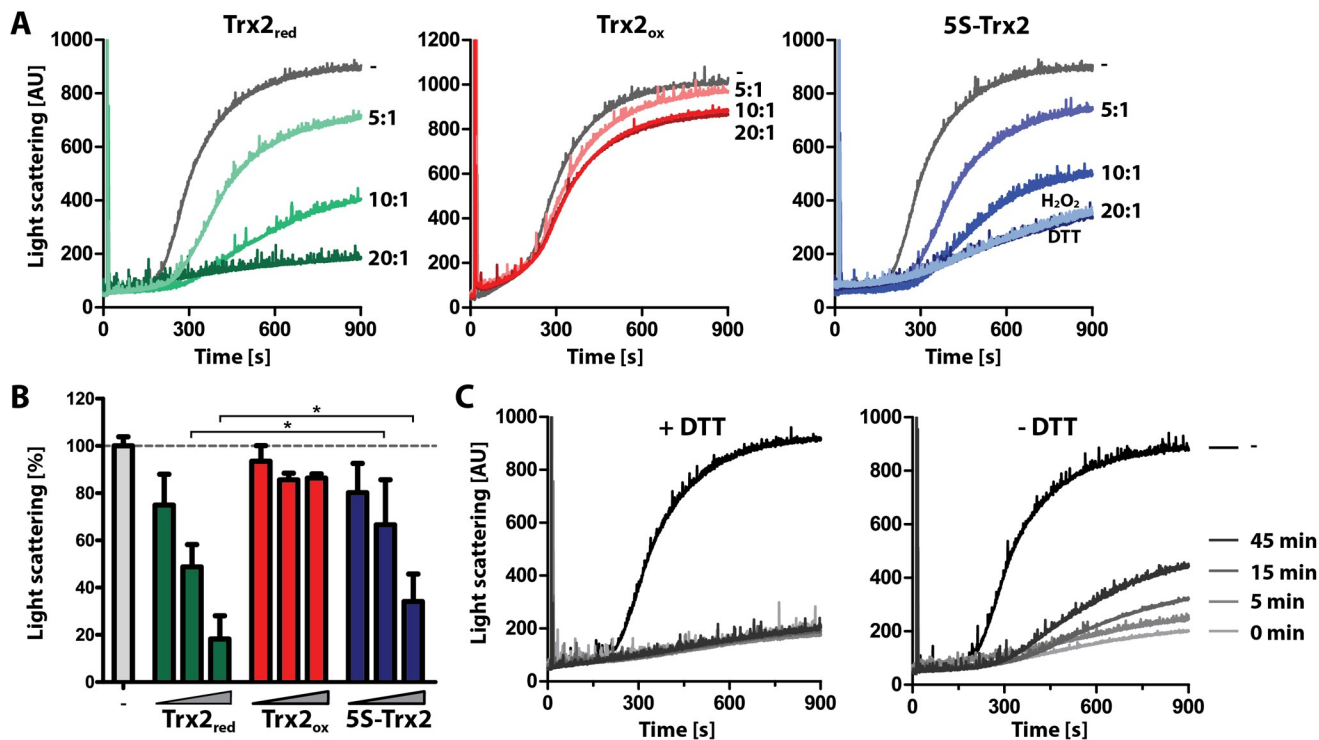 A
Trx2red
Trx2ox
5S-Trx2
Light scattering [AU]
1000
800
600
400
200
0
0
300
600
900
Time [s]
-
5:1
10:1
20:1
1200
1000
800
600
400
200
0
0
300
600
900
Time [s]
-
5:1
10:1
20:1
1000
800
600
400
200
0
0
300
600
900
Time [s]
-
5:1
10:1
H₂O₂
20:1
DTT
B
Light scattering [%]
120
100
80
60
40
20
0
*
*
-
Trx2red
Trx2ox
5S-Trx2
C
+ DTT
- DTT
Light scattering [AU]
1000
800
600
400
200
0
0
300
600
900
Time [s]
1000
800
600
400
200
0
0
300
600
900
Time [s]
-
45 min
15 min
5 min
0 min